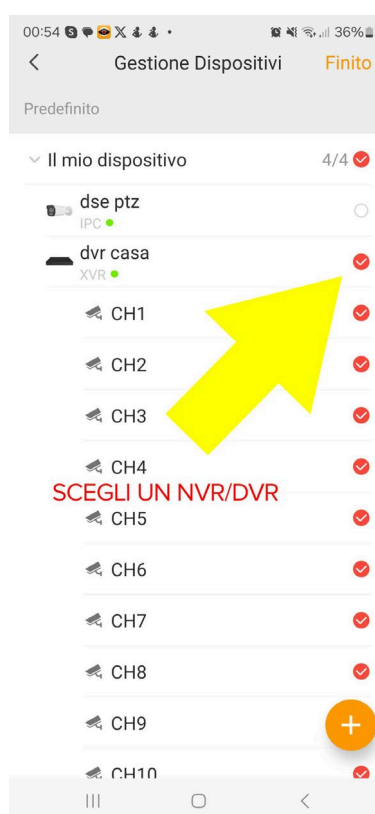 00:54 36%
Gestione Dispositivi Finito
Predefinito
Il mio dispositivo 4/4
dse ptz
IPC
dvr casa
XVR
CH1
CH2
CH3
CH4
SCEGLI UN NVR/DVR
CH5
CH6
CH7
CH8
CH9
CH10